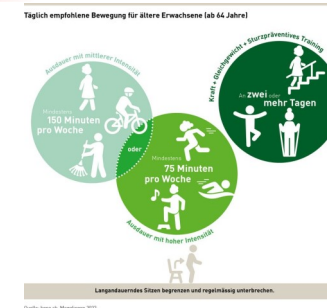 Täglich empfohlene Bewegung für ältere Erwachsene (ab 64 Jahre)
Ausdauer mit mittlerer Intensität
Mindestens
150 Minuten
pro Woche
oder
Mindestens
75 Minuten
pro Woche
Ausdauer mit hoher Intensität
Kraft + Gleichgewicht + Sturzpräventives Training
An zwei oder
mehr Tagen
Langandauerndes Sitzen begrenzen und regelmässig unterbrechen.